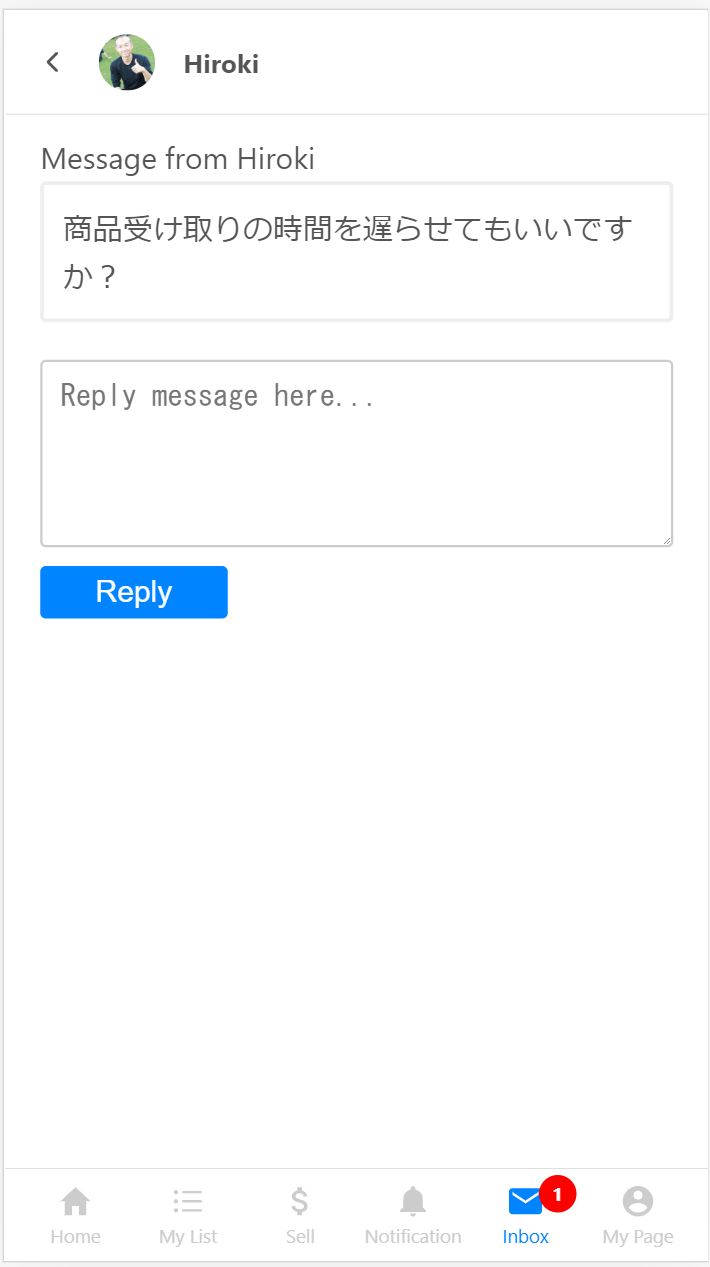 Hiroki
Message from Hiroki
商品受け取りの時間を遅らせてもいいです
か？
Reply message here...
Reply
1
Home
My List
Sell
Notification
Inbox
My Page